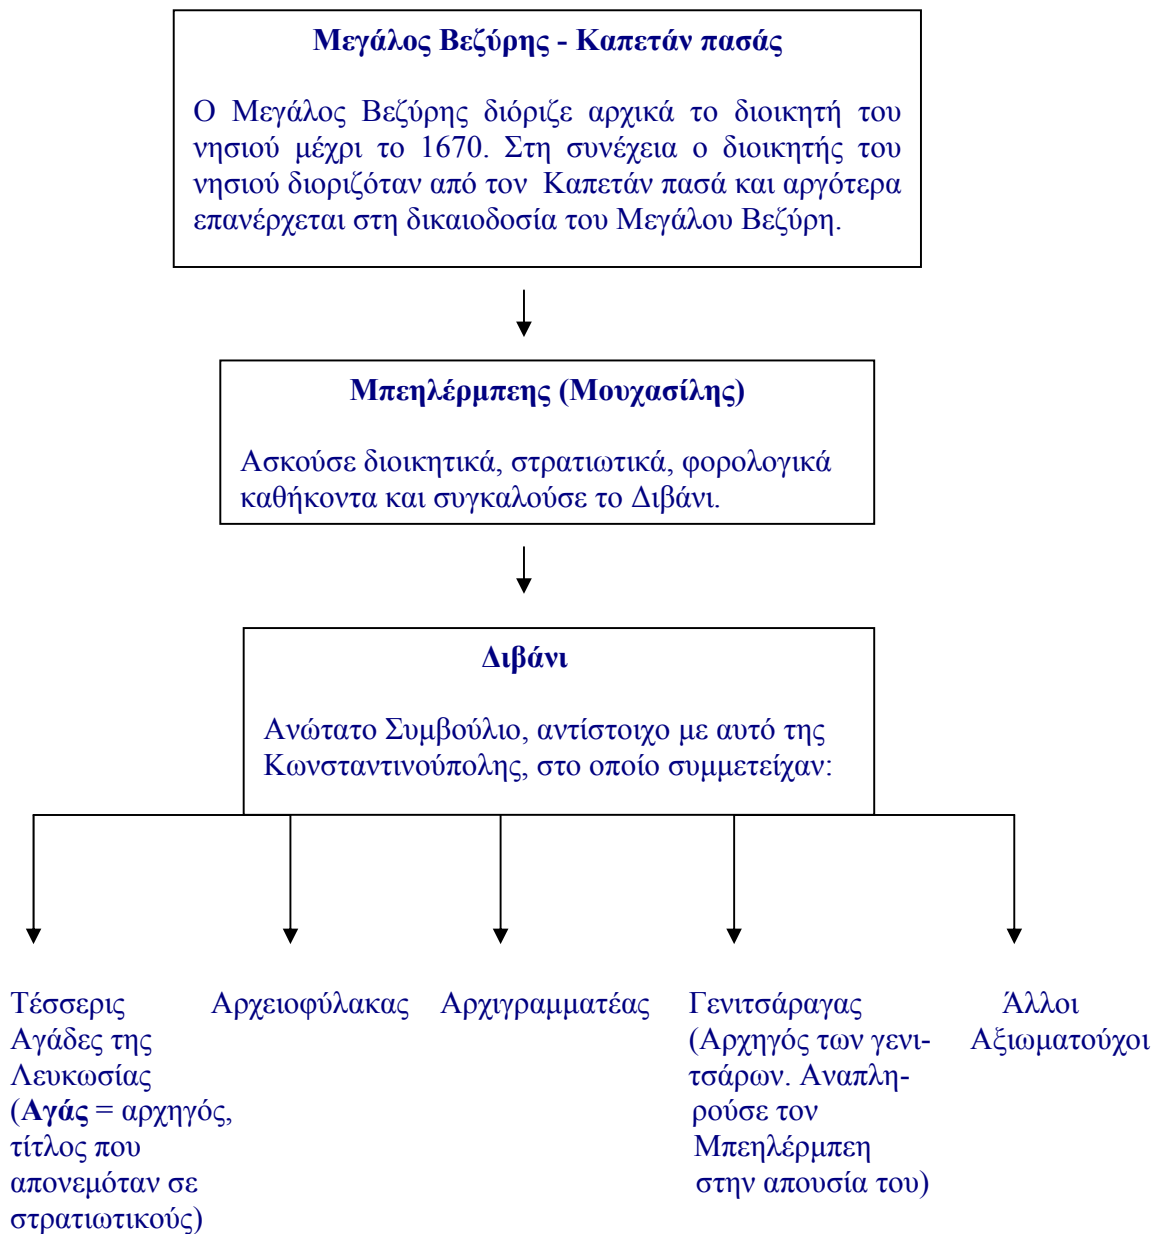 Μεγάλος Βεζύρης - Καπετάν πασάς
Ο Μεγάλος Βεζύρης διόριζε αρχικά το διοικητή του
νησιού μέχρι το 1670. Στη συνέχεια ο διοικητής του
νησιού διοριζόταν από τον Καπετάν πασά και αργότερα
επανέρχεται στη δικαιοδοσία του Μεγάλου Βεζύρη.
Μπεηλέρμπεης (Μουχασίλης)
Ασκούσε διοικητικά, στρατιωτικά, φορολογικά
καθήκοντα και συγκαλούσε το Διβάνι.
Διβάνι
Ανώτατο Συμβούλιο, αντίστοιχο με αυτό της
Κωνσταντινούπολης, στο οποίο συμμετείχαν:
Τέσσερις
Αγάδες της
Λευκωσίας
(Αγάς = αρχηγός,
τίτλος που
απονεμόταν σε
στρατιωτικούς)
Αρχειοφύλακας
Αρχιγραμματέας
Γενιτσάραγας
(Αρχηγός των γενι-
τσάρων. Αναπλη-
ρούσε τον
Μπεηλέρμπεη
στην απουσία του)
Άλλοι
Αξιωματούχοι